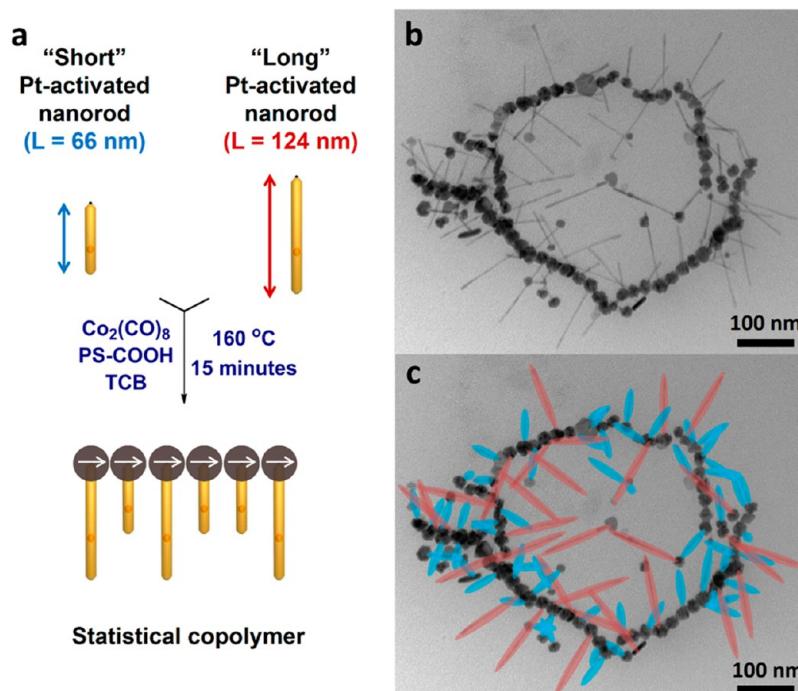 a
“Short”
Pt-activated
nanorod
(L = 66 nm)
“Long”
Pt-activated
nanorod
(L = 124 nm)
Co₂(CO)₈
PS-COOH
TCB
160 °C
15 minutes
Statistical copolymer
b
100 nm
c
100 nm